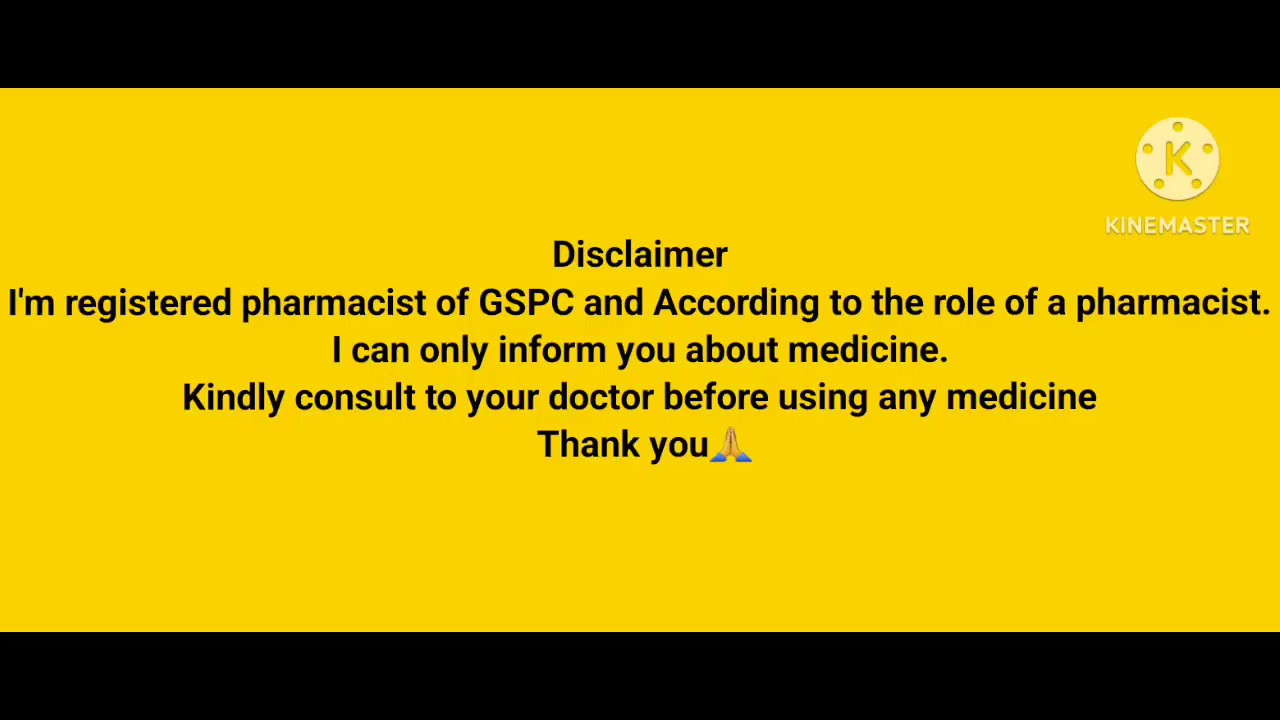 K
KINEMASTER
Disclaimer
I'm registered pharmacist of GSPC and According to the role of a pharmacist.
I can only inform you about medicine.
Kindly consult to your doctor before using any medicine
Thank you🙏